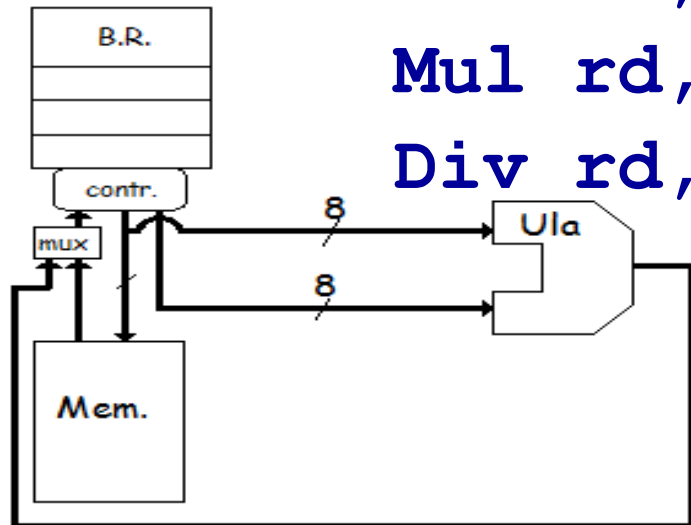 B.R.
Mul rd,
Div rd,
contr.
8
Ula
mux
8
Mem.